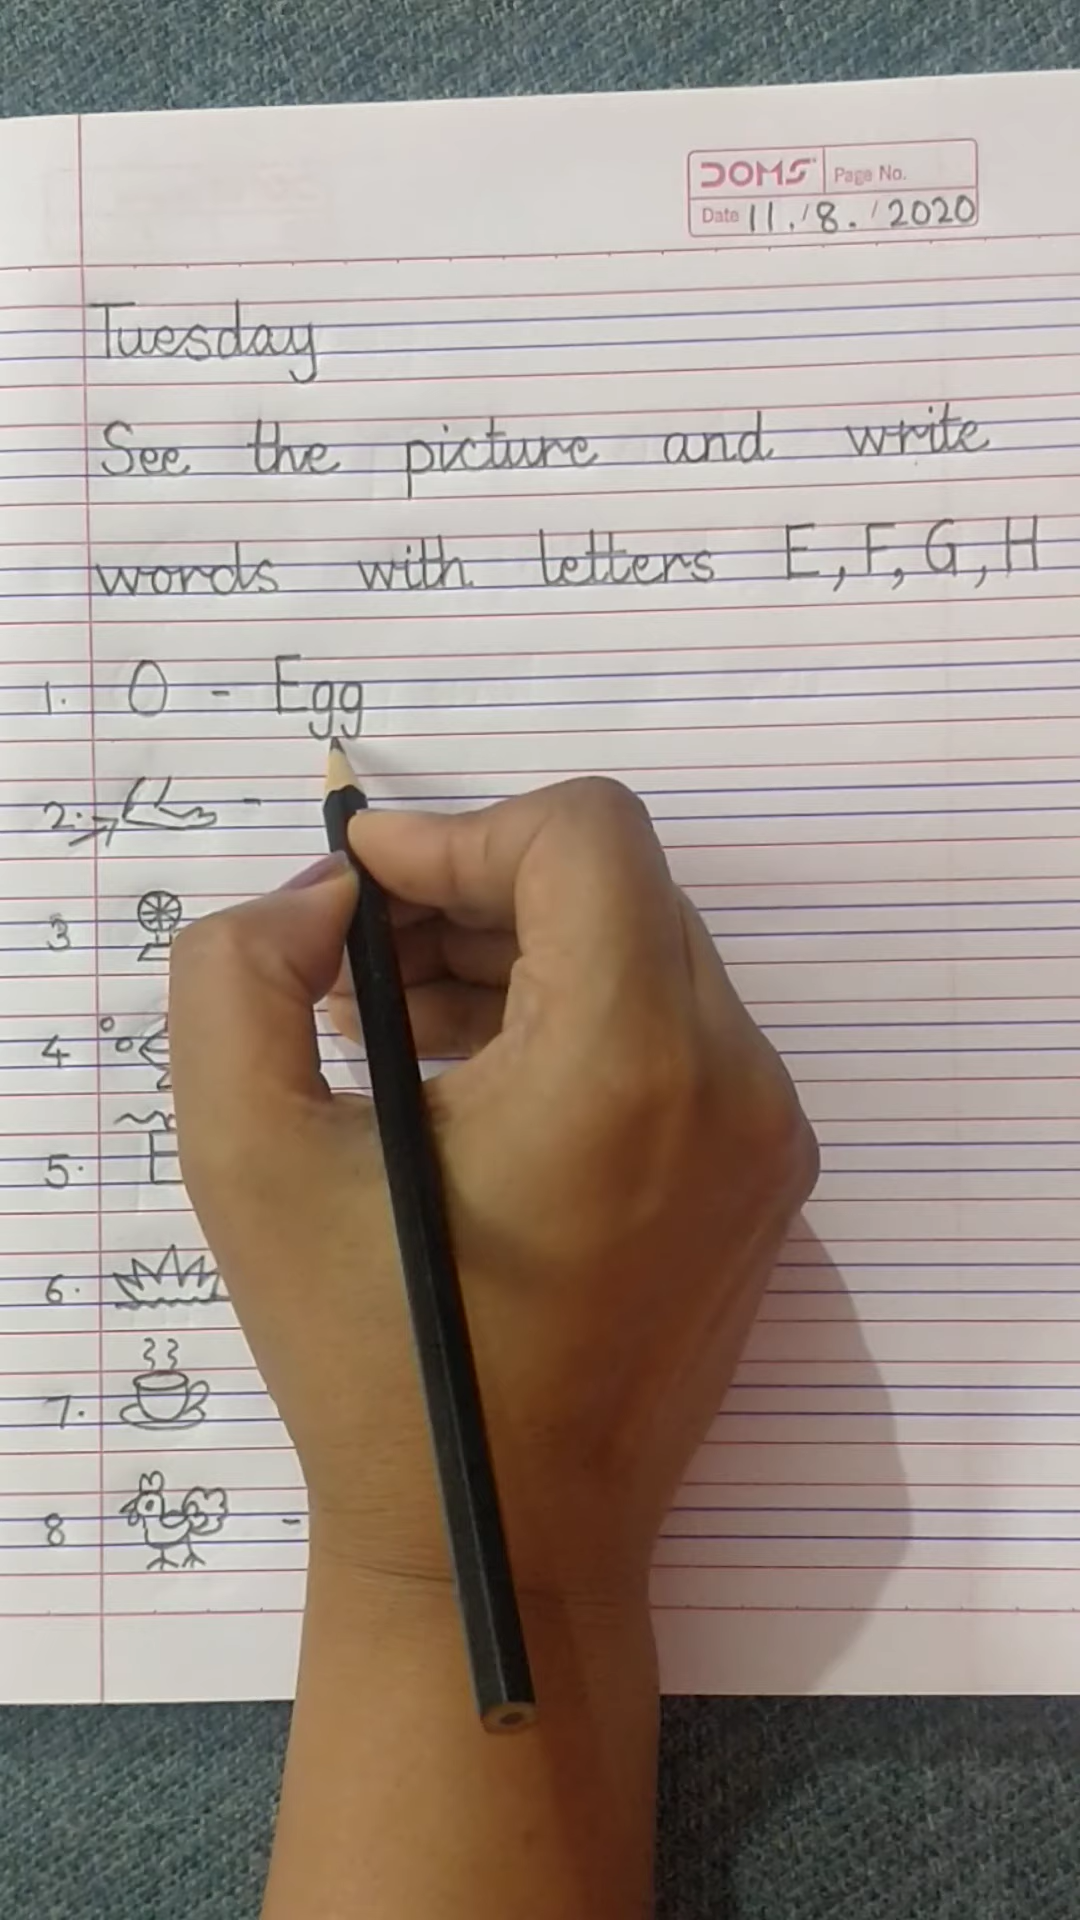 DOMS Page No.
Date 11./8./2020
Tuesday
See the picture and write
words with letters E, F, G, H
1. - Egg
2. -
3
4
5.
6.
7.
8 -